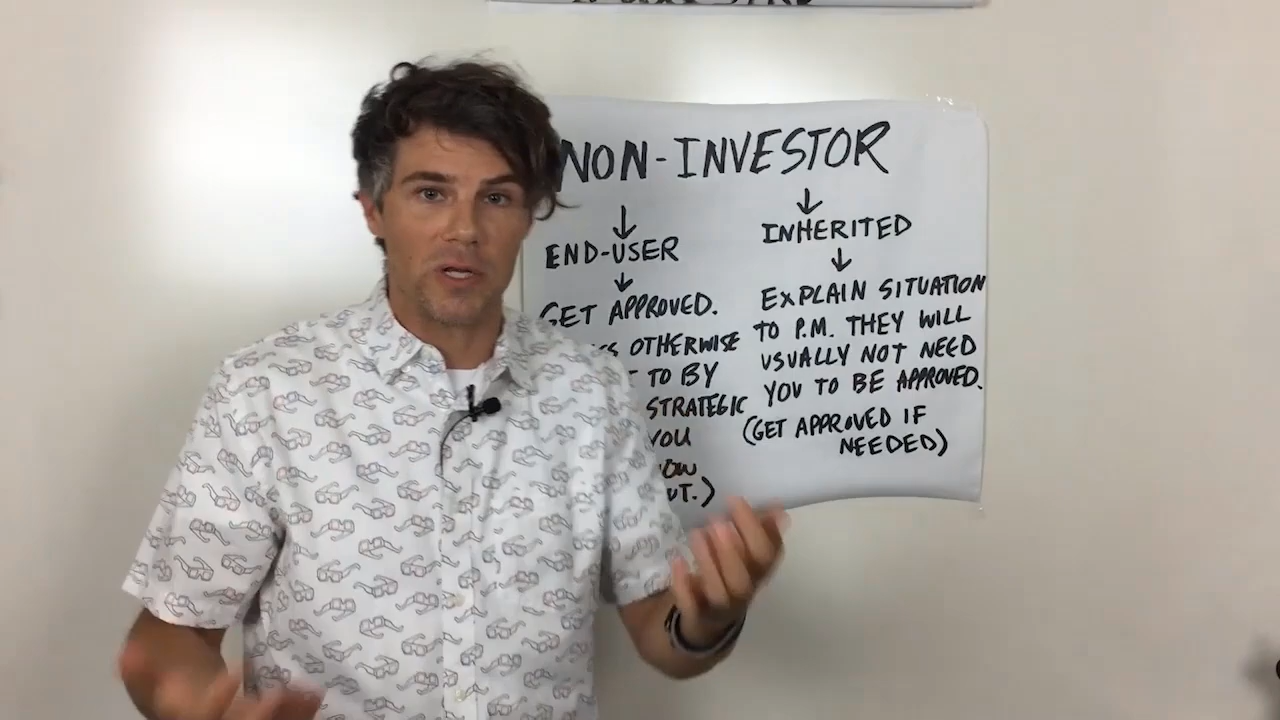 NON-INVESTOR
END-USER
GET APPROVED.
OTHERWISE
TO BY
STRATEGIC
YOU
INHERITED
EXPLAIN SITUATION
TO P.M. THEY WILL
USUALLY NOT NEED
YOU TO BE APPROVED.
(GET APPROVED IF
NEEDED)